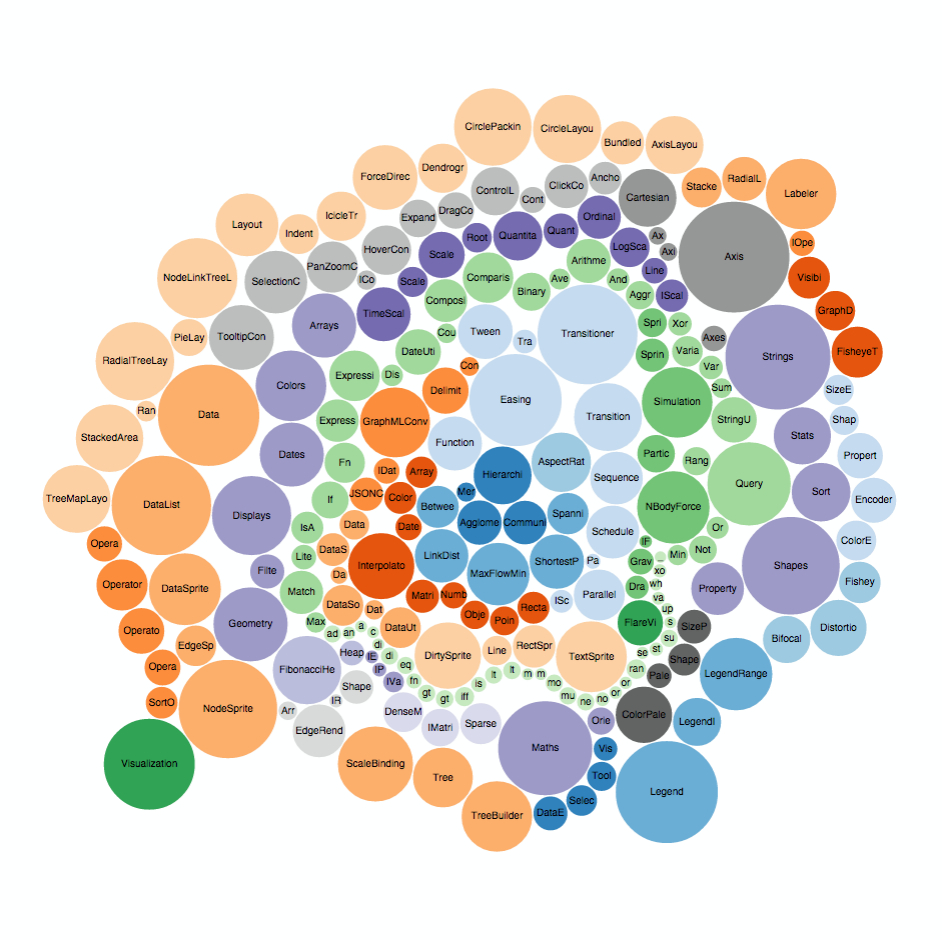 CirclePackin
CircleLayou
Bundled
AxisLayou
Dendrogr
ForceDirec
ControlL
ClickCo
Ancho
Cartesian
Stacke
RadialL
Labeler
Cont
IcicleTr
Expand
DragCo
Ordinal
Layout
Indent
Root
Quantita
Quant
LogSca
Ax
Axi
IOpe
HoverCon
Scale
Axis
PanZoomC
Arithme
Line
NodeLinkTreeL
SelectionC
ICo
Scale
Comparis
Ave
And
Visibi
Binary
Aggr
IScal
TimeScal
Composi
GraphD
Arrays
Spri
Xor
PieLay
TooltipCon
Cou
Tween
Tra
Transitioner
Axes
DateUti
Sprin
Varia
FisheyeT
RadialTreeLay
Strings
Con
Var
Expressi
Dis
Colors
Sum
SizeE
Delimit
Easing
Simulation
Ran
Data
Express
GraphMLConv
Transition
StringU
Shap
StackedArea
Function
Stats
Dates
Fn
AspectRat
Partic
Rang
Propert
IDat
Array
Hierarchi
Sequence
Query
TreeMapLayo
DataList
If
JSONC
Color
Mer
Sort
Encoder
Betwee
NBodyForce
Displays
Spanni
IsA
Data
Date
Agglome
Communi
Or
Schedule
IF
ColorE
Opera
DataS
Lite
LinkDist
ShortestP
Pa
Min
Not
Grav
Filte
Da
Interpolato
MaxFlowMin
xo
Shapes
Fishey
Operator
DataSprite
Match
Dra
wh
Property
Parallel
Matri
Numb
va
DataSo
Dat
Recta
ISc
up
Geometry
Max
Obje
Poin
FlareVi
s
SizeP
Distortio
Operato
ad
an
a
c
DataUt
su
Bifocal
EdgeSp
di
Line
RectSpr
se
st
Heap
IE
di
DirtySprite
TextSprite
Shape
Opera
FibonacciHe
IP
eq
ran
Pale
LegendRange
IVa
fn
is
lt
lt
m
m
mo
or
Shape
gt
gt
iff
mu
ne
no
or
SortO
NodeSprite
Arr
IR
DenseM
IMatri
Sparse
Orie
ColorPale
LegendI
EdgeRend
Maths
Vis
Visualization
ScaleBinding
Tree
Tool
Legend
TreeBuilder
DataE
Selec